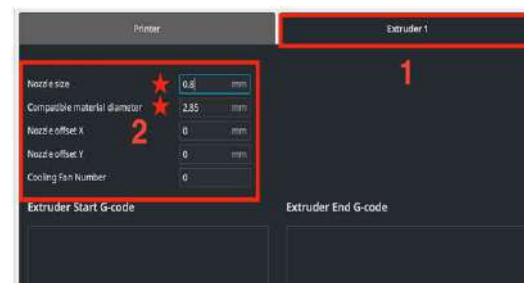 Printer
Extruder 1
1
Nozzle size 0.8 mm
Compatible material diameter 2.85 mm
2
Nozzle offset X 0 mm
Nozzle offset Y 0 mm
Cooling Fan Number 0
Extruder Start G-code
Extruder End G-code